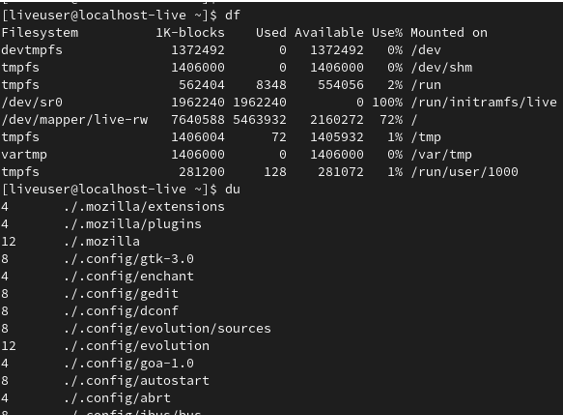 [liveuser@localhost-live ~]$ df
Filesystem 1K-blocks Used Available Use% Mounted on
devtmpfs 1372492 0 1372492 0% /dev
tmpfs 1406000 0 1406000 0% /dev/shm
tmpfs 562404 8348 554056 2% /run
/dev/sr0 1962240 1962240 0 100% /run/initramfs/live
/dev/mapper/live-rw 7640588 5463932 2160272 72% /
tmpfs 1406004 72 1405932 1% /tmp
vartmp 1406000 0 1406000 0% /var/tmp
tmpfs 281200 128 281072 1% /run/user/1000
[liveuser@localhost-live ~]$ du
4 ./.mozilla/extensions
4 ./.mozilla/plugins
12 ./.mozilla
8 ./.config/gtk-3.0
4 ./.config/enchant
8 ./.config/gedit
8 ./.config/dconf
8 ./.config/evolution/sources
12 ./.config/evolution
4 ./.config/goa-1.0
8 ./.config/autostart
4 ./.config/abrt
8 ./.config/ibus/bus